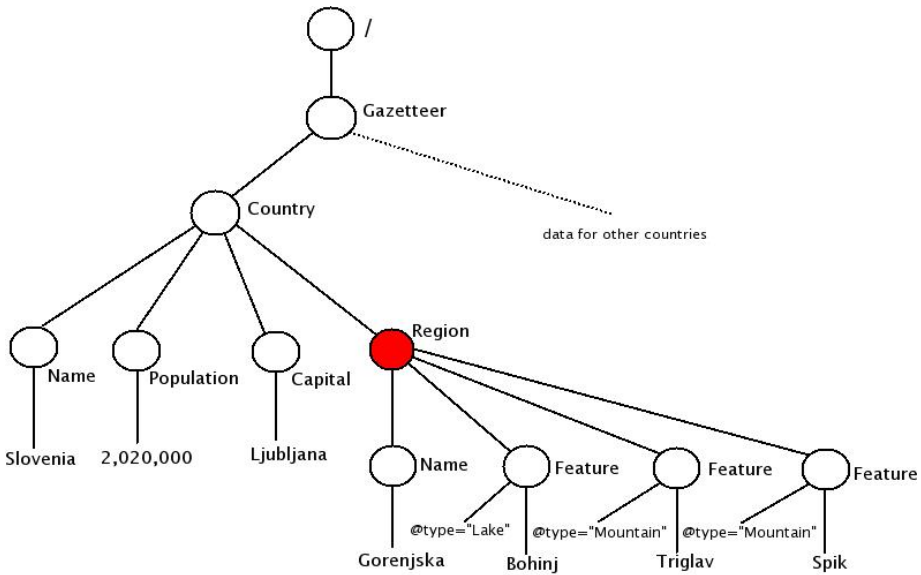 /
Gazetteer
Country
data for other countries
Region
Name
Population
Capital
Slovenia
2,020,000
Ljubljana
Name
Feature
Feature
Feature
@type="Lake"
@type="Mountain"
@type="Mountain"
Gorenjska
Bohinj
Triglav
Spik